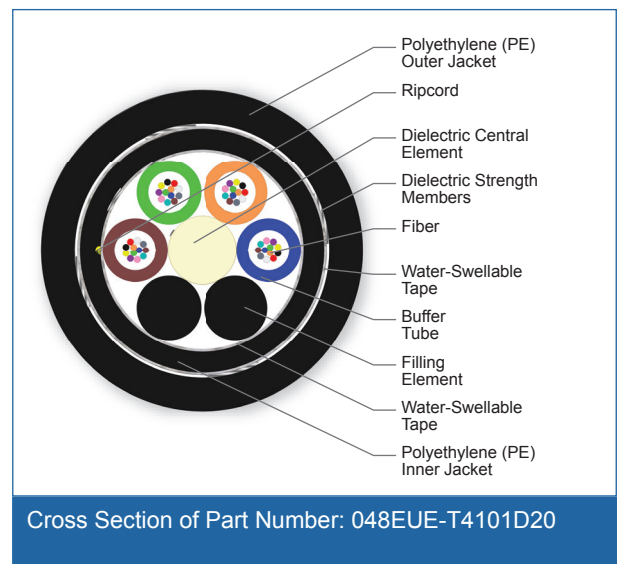 Polyethylene (PE)
Outer Jacket
Ripcord
Dielectric Central
Element
Dielectric Strength
Members
Fiber
Water-Swellable
Tape
Buffer
Tube
Filling
Element
Water-Swellable
Tape
Polyethylene (PE)
Inner Jacket
Cross Section of Part Number: 048EUE-T4101D20